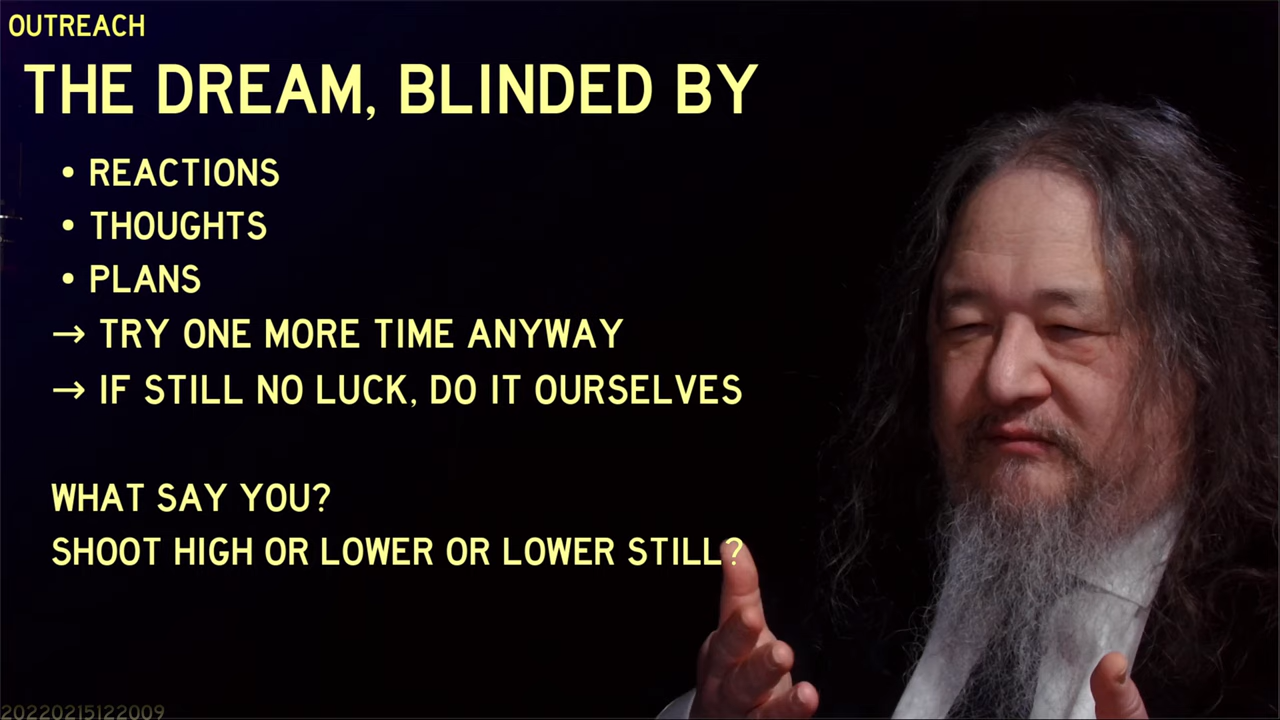 OUTREACH
THE DREAM, BLINDED BY
• REACTIONS
• THOUGHTS
• PLANS
→ TRY ONE MORE TIME ANYWAY
→ IF STILL NO LUCK, DO IT OURSELVES
WHAT SAY YOU?
SHOOT HIGH OR LOWER OR LOWER STILL?
20220215122009